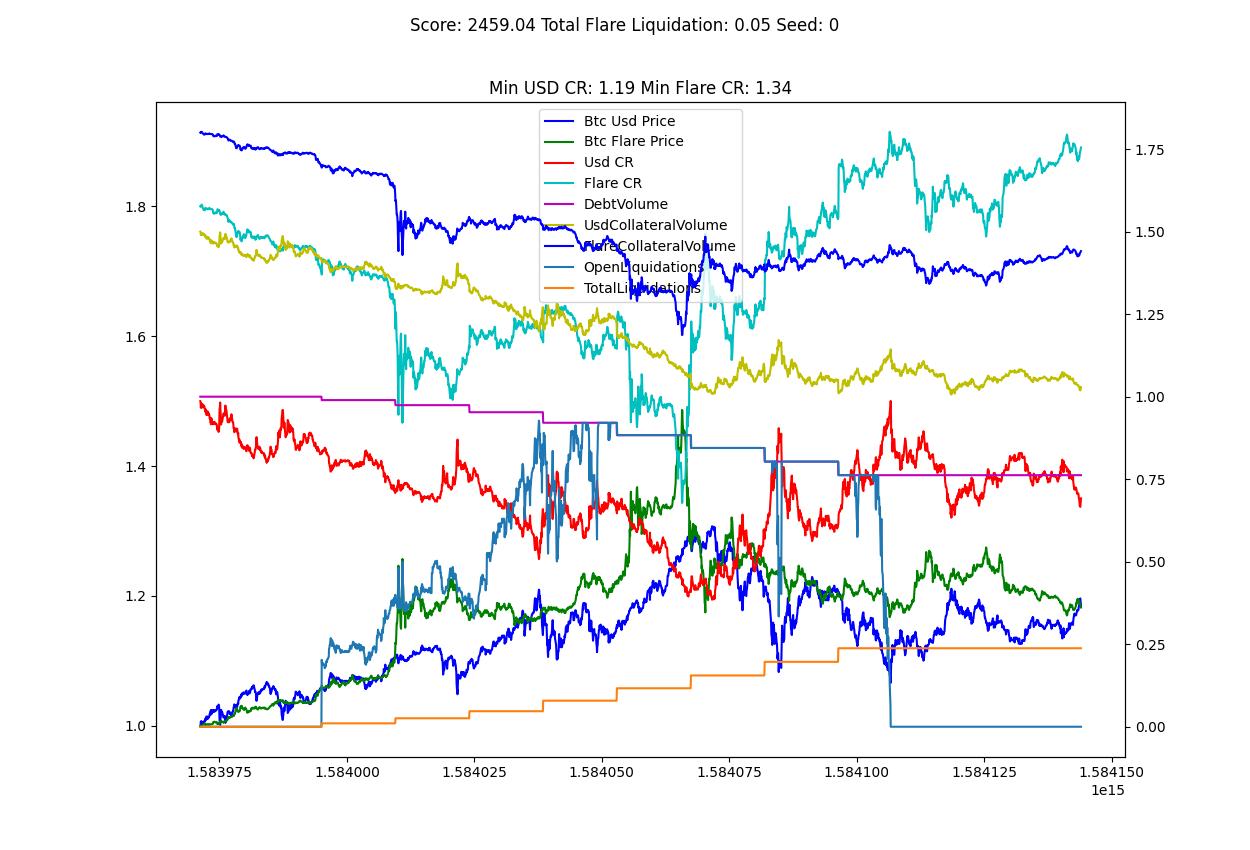 Score: 2459.04 Total Flare Liquidation: 0.05 Seed: 0
Min USD CR: 1.19 Min Flare CR: 1.34
Btc Usd Price
Btc Flare Price
Usd CR
Flare CR
DebtVolume
UsdCollateralVolume
FlareCollateralVolume
OpenLiquidations
TotalLiquidations
1.8
1.6
1.4
1.2
1.0
1.75
1.50
1.25
1.00
0.75
0.50
0.25
0.00
1.583975 1.584000 1.584025 1.584050 1.584075 1.584100 1.584125 1.584150
1e15